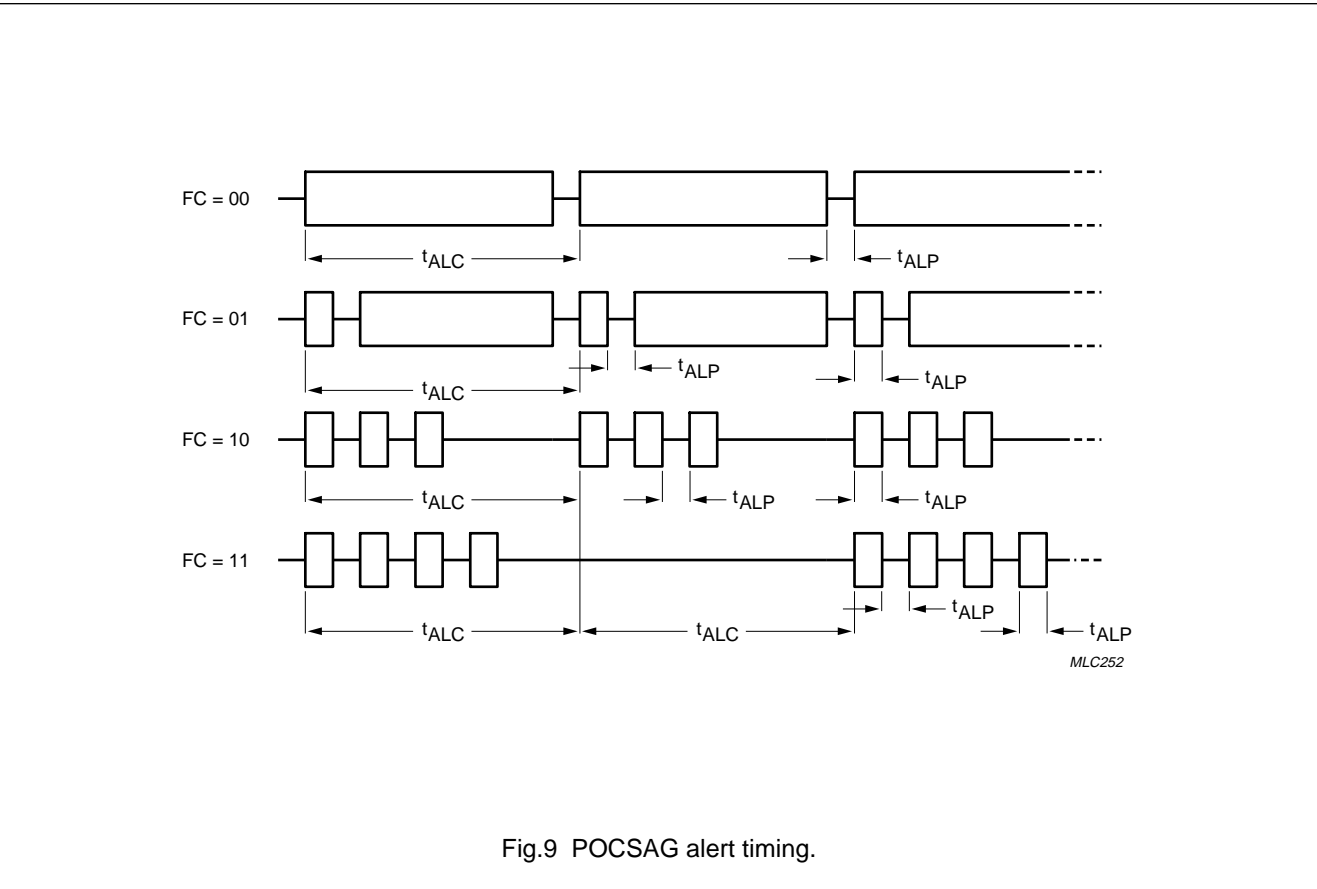 FC = 00
tALC
tALP
FC = 01
tALP
tALP
tALC
FC = 10
tALC
tALP
tALP
FC = 11
tALP
tALC
tALC
tALP
MLC252
Fig.9 POCSAG alert timing.